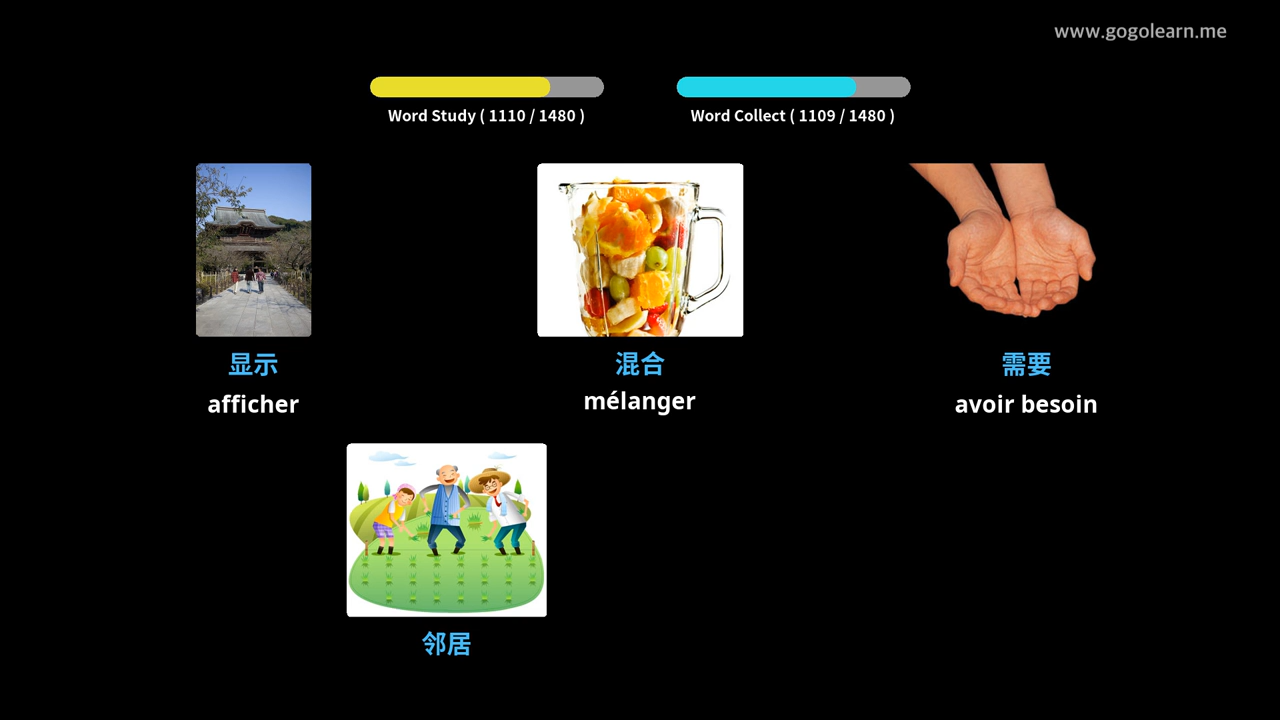 www.gogolearn.me
Word Study ( 1110 / 1480 )
Word Collect ( 1109 / 1480 )
显示
afficher
混合
mélanger
需要
avoir besoin
邻居